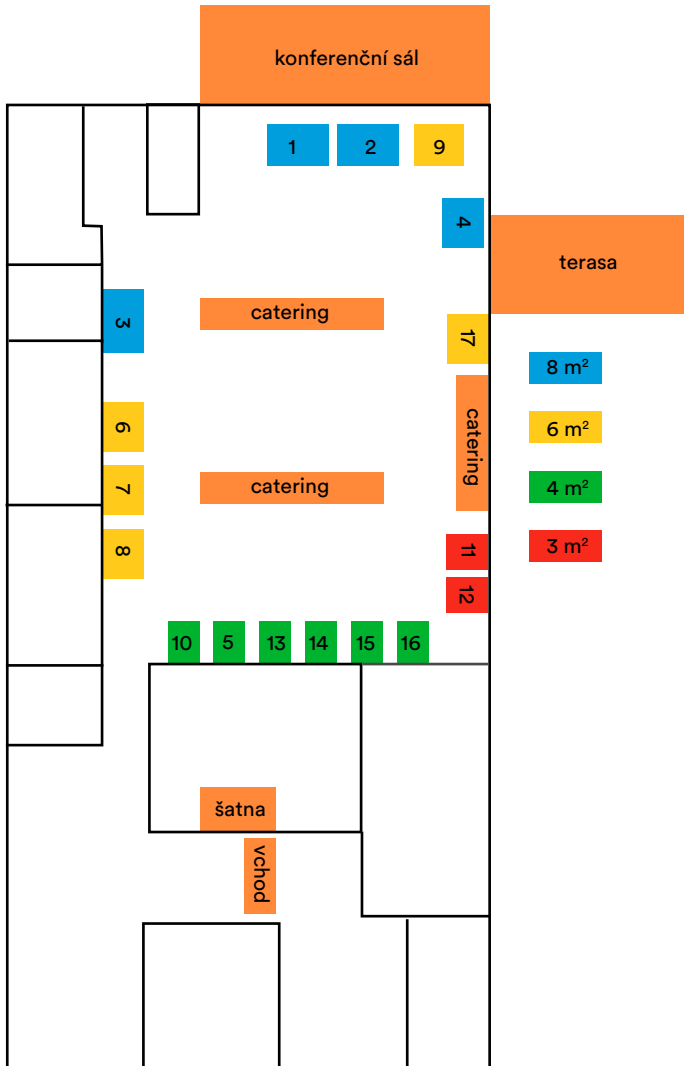 konferenční sál
1
2
9
4
terasa
3
catering
17
8 m²
6
catering
6 m²
7
catering
4 m²
8
11
3 m²
12
10
5
13
14
15
16
šatna
vchod